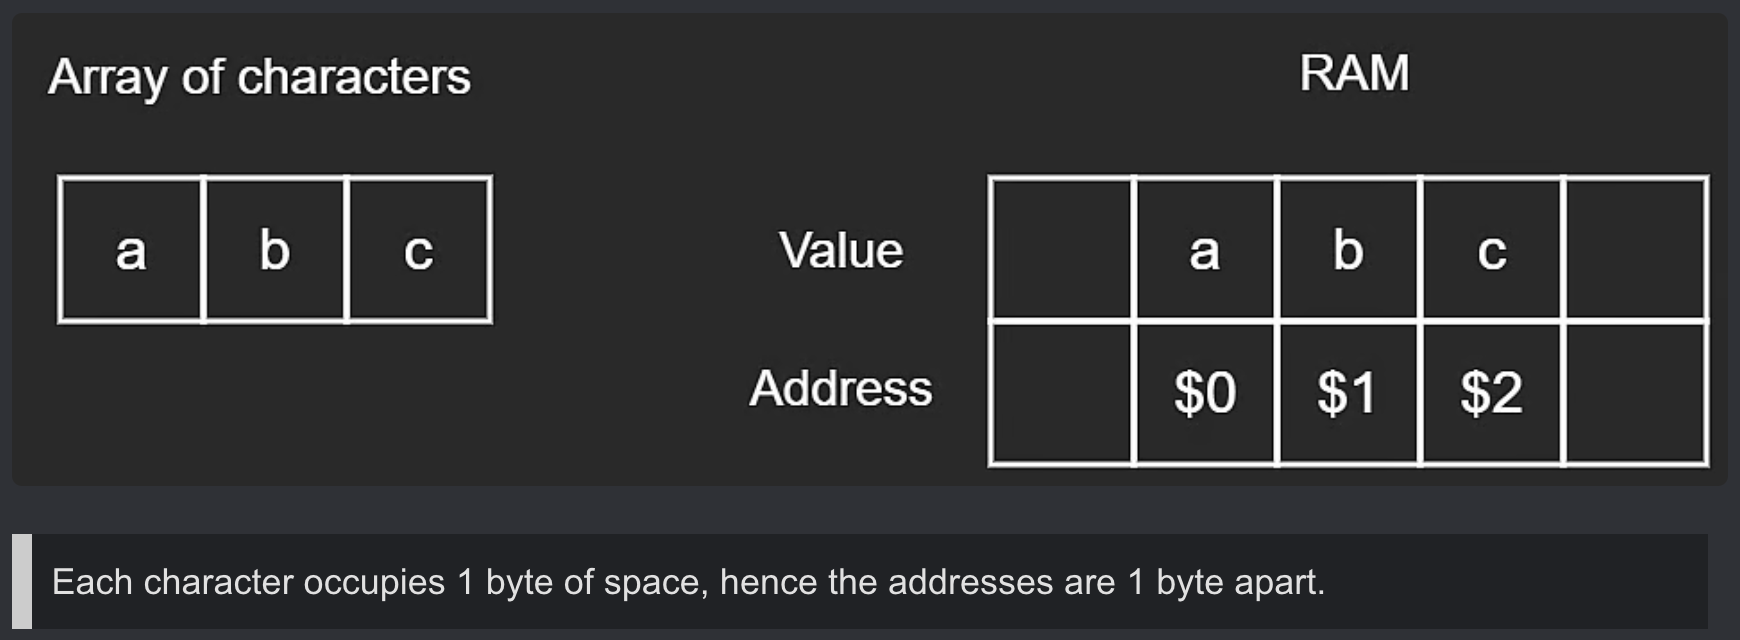 Array of characters
RAM
a b c
Value a b c
Address $0 $1 $2
Each character occupies 1 byte of space, hence the addresses are 1 byte apart.